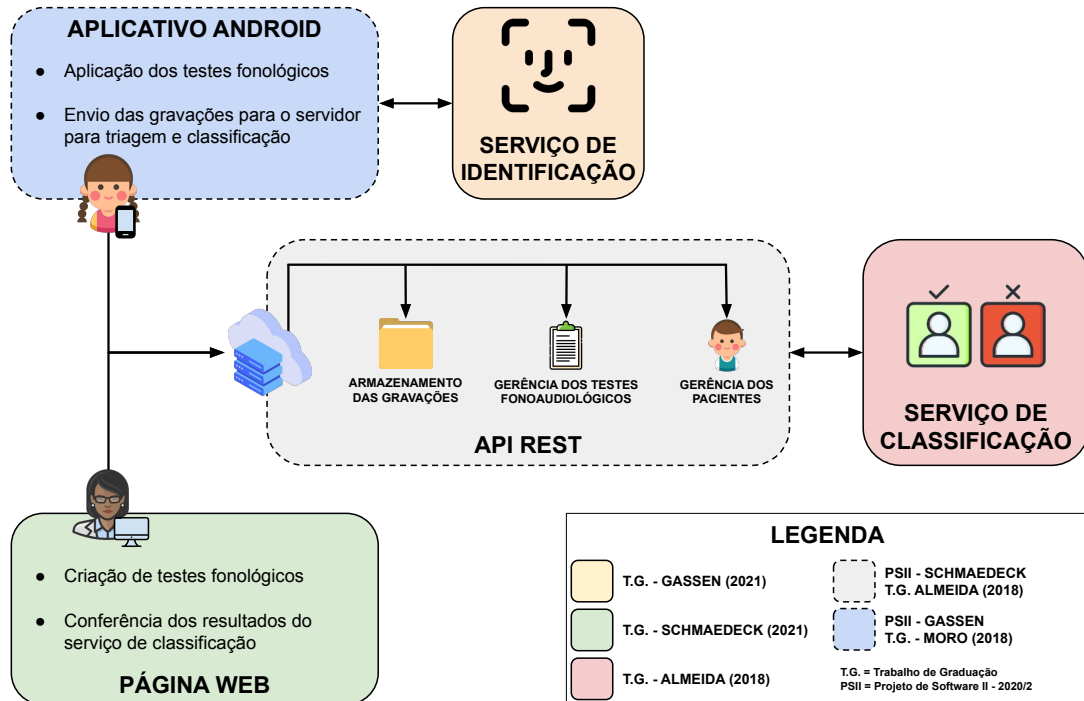 APLICATIVO ANDROID
● Aplicação dos testes fonológicos
● Envio das gravações para o servidor
para triagem e classificação
SERVIÇO DE
IDENTIFICAÇÃO
ARMAZENAMENTO
DAS GRAVAÇÕES
GERÊNCIA DOS TESTES
FONOAUDIOLÓGICOS
GERÊNCIA DOS
PACIENTES
API REST
SERVIÇO DE
CLASSIFICAÇÃO
● Criação de testes fonológicos
● Conferência dos resultados do
serviço de classificação
PÁGINA WEB
LEGENDA
T.G. - GASSEN (2021)
T.G. - SCHMAEDECK (2021)
T.G. - ALMEIDA (2018)
PSII - SCHMAEDECK
T.G. ALMEIDA (2018)
PSII - GASSEN
T.G. - MORO (2018)
T.G. = Trabalho de Graduação
PSII = Projeto de Software II - 2020/2